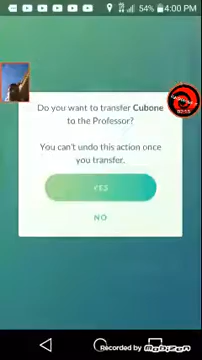 54% 4:00 PM
Do you want to transfer Cubone
to the Professor?
You can't undo this action once
you transfer.
YES
NO
Recorded by Mobizen